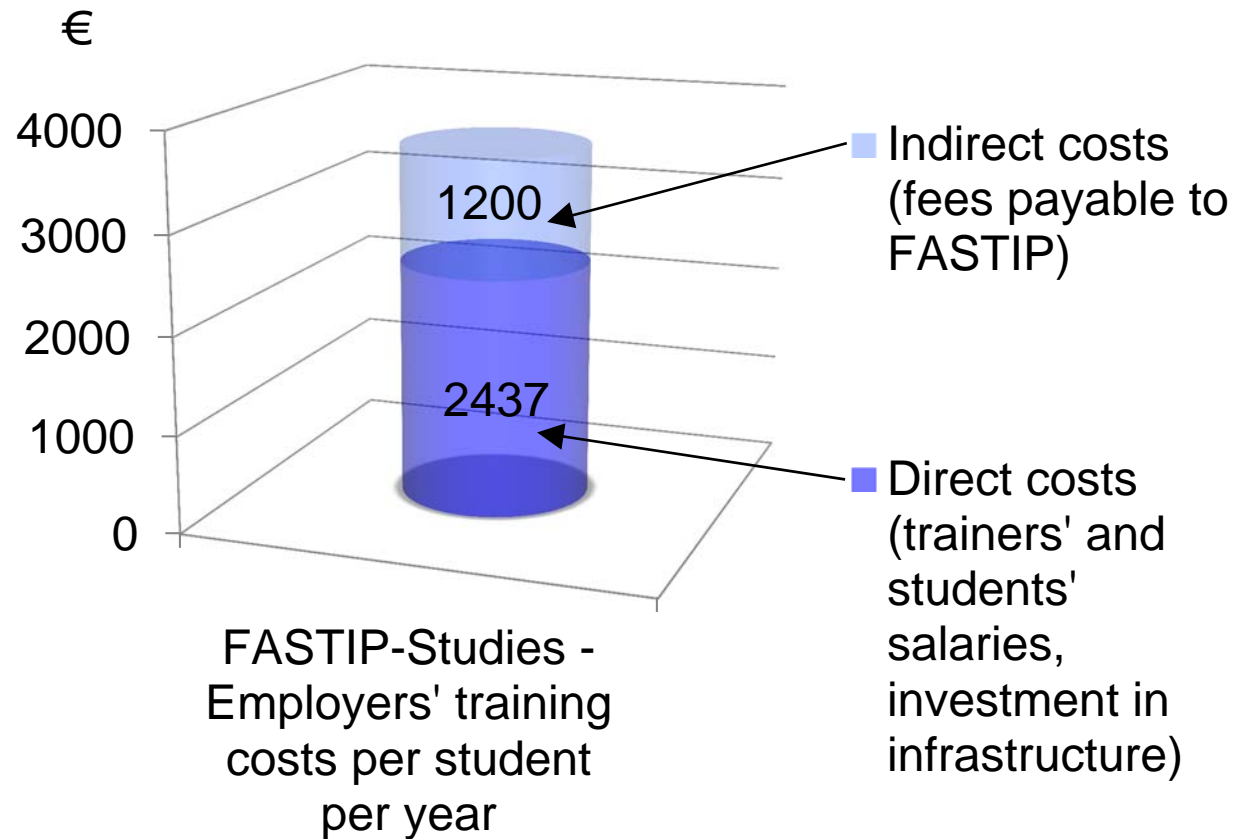 €
4000
3000
2000
1000
0
1200
2437
Indirect costs
(fees payable to
FASTIP)
Direct costs
(trainers' and
students'
salaries,
investment in
infrastructure)
FASTIP-Studies -
Employers' training
costs per student
per year